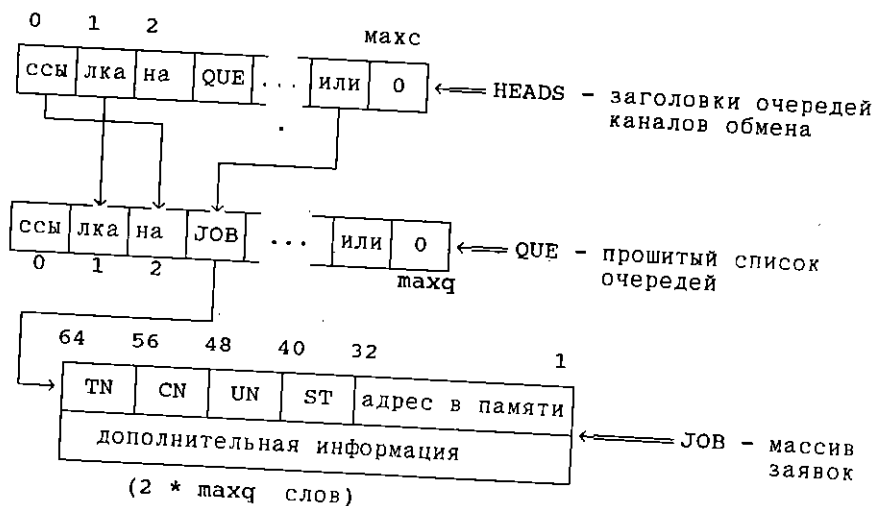 0 1 2 maxc
ссы лка на QUE ... или 0 HEADS - заголовки очередей
каналов обмена
ссы лка на JOB ... или 0 QUE - прошитый список
очередей
0 1 2 maxq
64 56 48 40 32 1
TN CN UN ST адрес в памяти
дополнительная информация
JOB - массив
заявок
(2 * maxq слов)